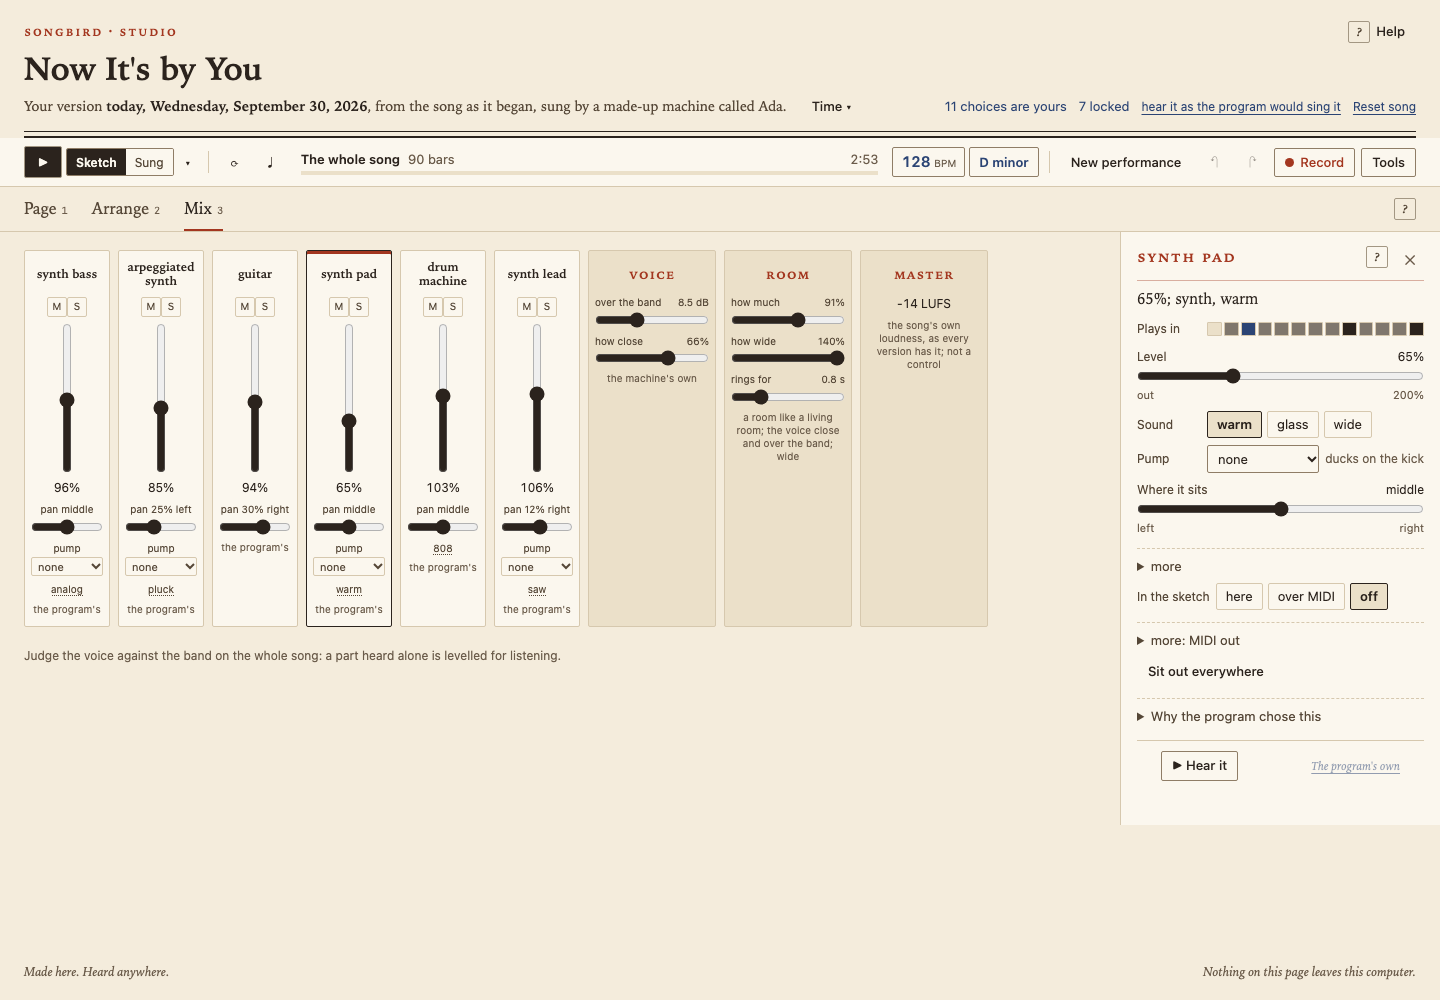 SONGBIRD · STUDIO
? Help
Now It's by You
Your version today, Wednesday, September 30, 2026, from the song as it began, sung by a made-up machine called Ada.
Time ▾
11 choices are yours 7 locked hear it as the program would sing it Reset song
Sketch Sung
The whole song 90 bars 2:53
128 BPM D minor
New performance
Record Tools
Page 1 Arrange 2 Mix 3 ?
synth bass
M S
96%
pan middle
pump
none
analog
the program's
arpeggiated
synth
M S
85%
pan 25% left
pump
none
pluck
the program's
guitar
M S
94%
pan 30% right
the program's
synth pad
M S
65%
pan middle
pump
none
warm
the program's
drum
machine
M S
103%
pan middle
808
the program's
synth lead
M S
106%
pan 12% right
pump
none
saw
the program's
VOICE
over the band 8.5 dB
how close 66%
the machine's own
ROOM
how much 91%
how wide 140%
rings for 0.8 s
a room like a living
room; the voice close
and over the band;
wide
MASTER
-14 LUFS
the song's own
loudness, as every
version has it; not a
control
Judge the voice against the band on the whole song: a part heard alone is levelled for listening.
SYNTH PAD ? ×
65%; synth, warm
Plays in
Level 65%
out 200%
Sound warm glass wide
Pump none ducks on the kick
Where it sits middle
left right
more
In the sketch here over MIDI off
more: MIDI out
Sit out everywhere
Why the program chose this
Hear it The program's own
Made here. Heard anywhere.
Nothing on this page leaves this computer.